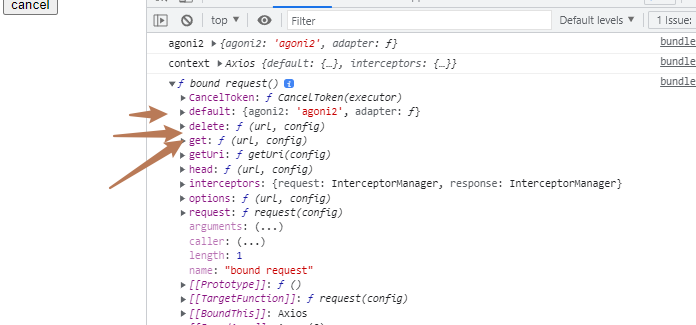 cancel
top
Filter
Default levels
1 Issue:
agoni2 {agoni2: 'agoni2', adapter: ƒ}
bundle
context Axios {default: {…}, interceptors: {…}}
bundle
ƒ bound request() i
bundle
CancelToken: ƒ CancelToken(executor)
default: {agoni2: 'agoni2', adapter: ƒ}
delete: ƒ (url, config)
get: ƒ (url, config)
getUri: ƒ getUri(config)
head: ƒ (url, config)
interceptors: {request: InterceptorManager, response: InterceptorManager}
options: ƒ (url, config)
request: ƒ request(config)
arguments: (...)
caller: (...)
length: 1
name: "bound request"
[[Prototype]]: ƒ ()
[[TargetFunction]]: ƒ request(config)
[[BoundThis]]: Axios